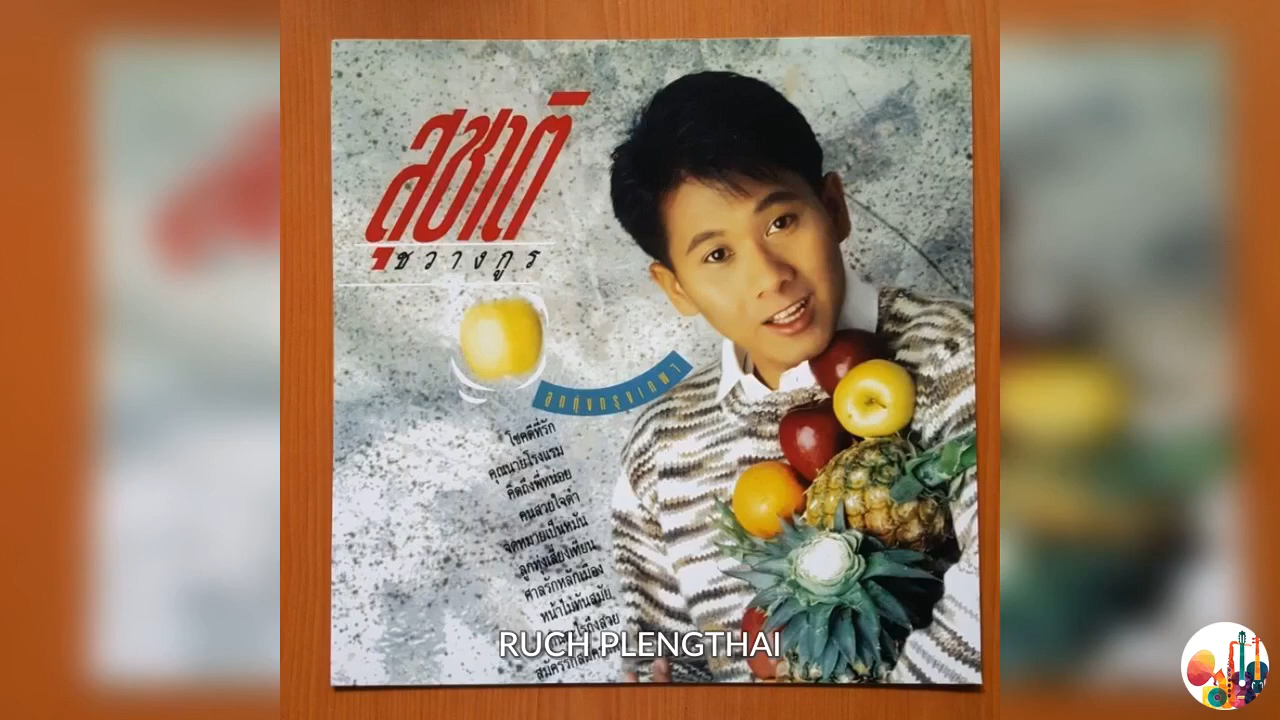 สุชาติ
ชวางกูร
ลูกทุ่งกรุงเทพฯ
โชคดีที่รัก
คุณนายโรงแรม
คิดถึงพี่หน่อย
คนสวยใจดำ
จดหมายเป็นหมัน
ลูกทุ่งเสี่ยงเทียน
ศาลรักหลักเมือง
หน้าไม้ทันสมัย
RUCH PLENGTHAI